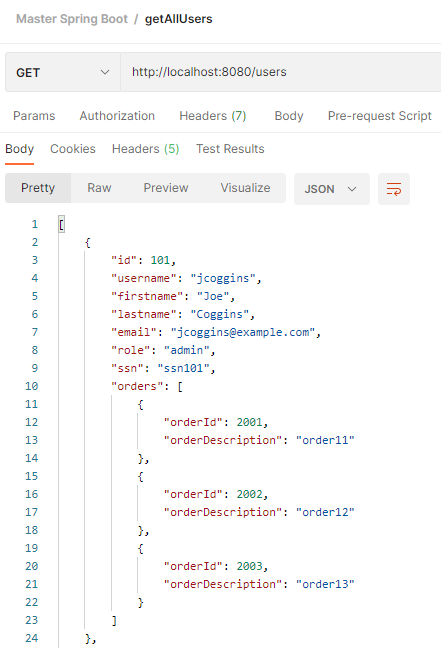 Master Spring Boot / getAllUsers
GET http://localhost:8080/users
Params Authorization Headers (7) Body Pre-request Script
Body Cookies Headers (5) Test Results
Pretty Raw Preview Visualize JSON
1 [
2 {
3 "id": 101,
4 "username": "jcoggins",
5 "firstname": "Joe",
6 "lastname": "Coggins",
7 "email": "jcoggins@example.com",
8 "role": "admin",
9 "ssn": "ssn101",
10 "orders": [
11 {
12 "orderId": 2001,
13 "orderDescription": "order11"
14 },
15 {
16 "orderId": 2002,
17 "orderDescription": "order12"
18 },
19 {
20 "orderId": 2003,
21 "orderDescription": "order13"
22 }
23 ]
24 },